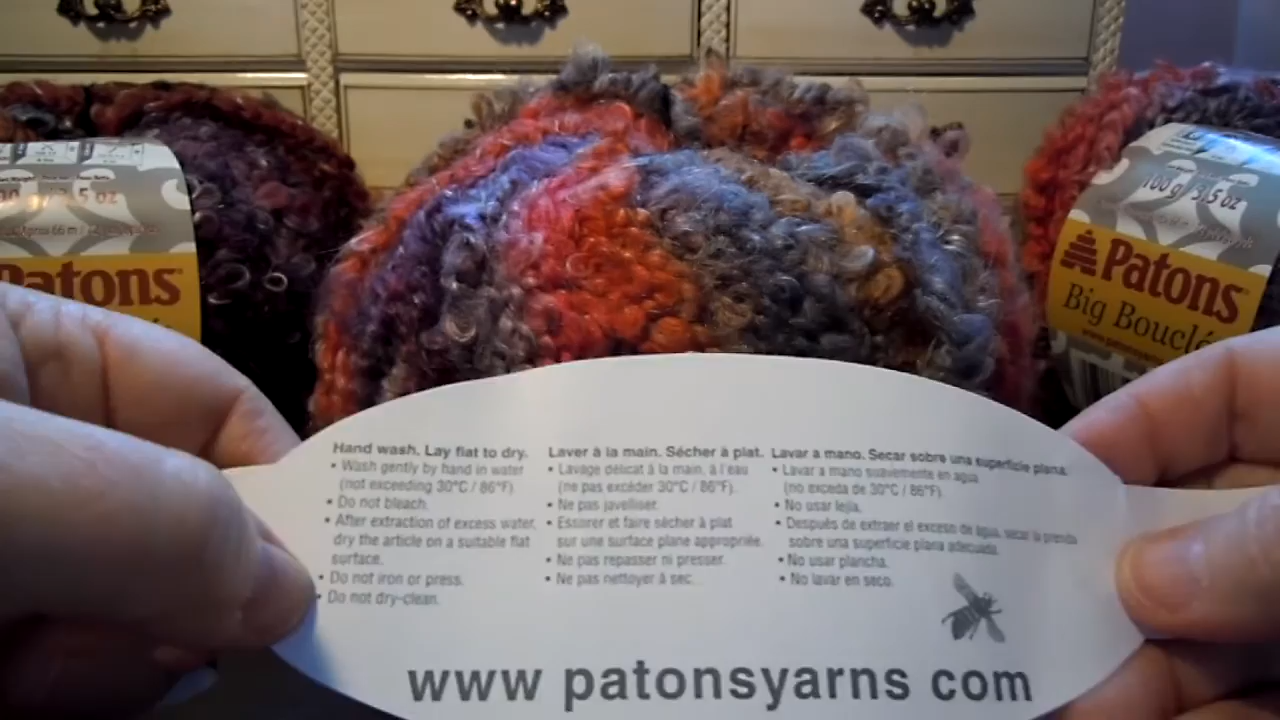 100 g / 3.5 oz
Patons
100 g / 3.5 oz
Patons
Big Bouclé
Hand wash. Lay flat to dry.
• Wash gently by hand in water
(not exceeding 30°C / 86°F).
• Do not bleach.
• After extraction of excess water,
dry the article on a suitable flat
surface.
• Do not iron or press.
• Do not dry-clean.
Laver à la main. Sécher à plat.
• Lavage délicat à la main, à l'eau
(ne pas excéder 30°C / 86°F).
• Ne pas javelliser.
• Essorer et faire sécher à plat
sur une surface plane appropriée.
• Ne pas repasser ni presser.
• Ne pas nettoyer à sec.
Lavar a mano. Secar sobre una superficie plana.
• Lavar a mano suavemente en agua
(no exceda de 30°C / 86°F).
• No usar lejía.
• Después de extraer el exceso de agua, secar la prenda
sobre una superficie plana adecuada.
• No usar plancha.
• No lavar en seco.
www patonsyarns com